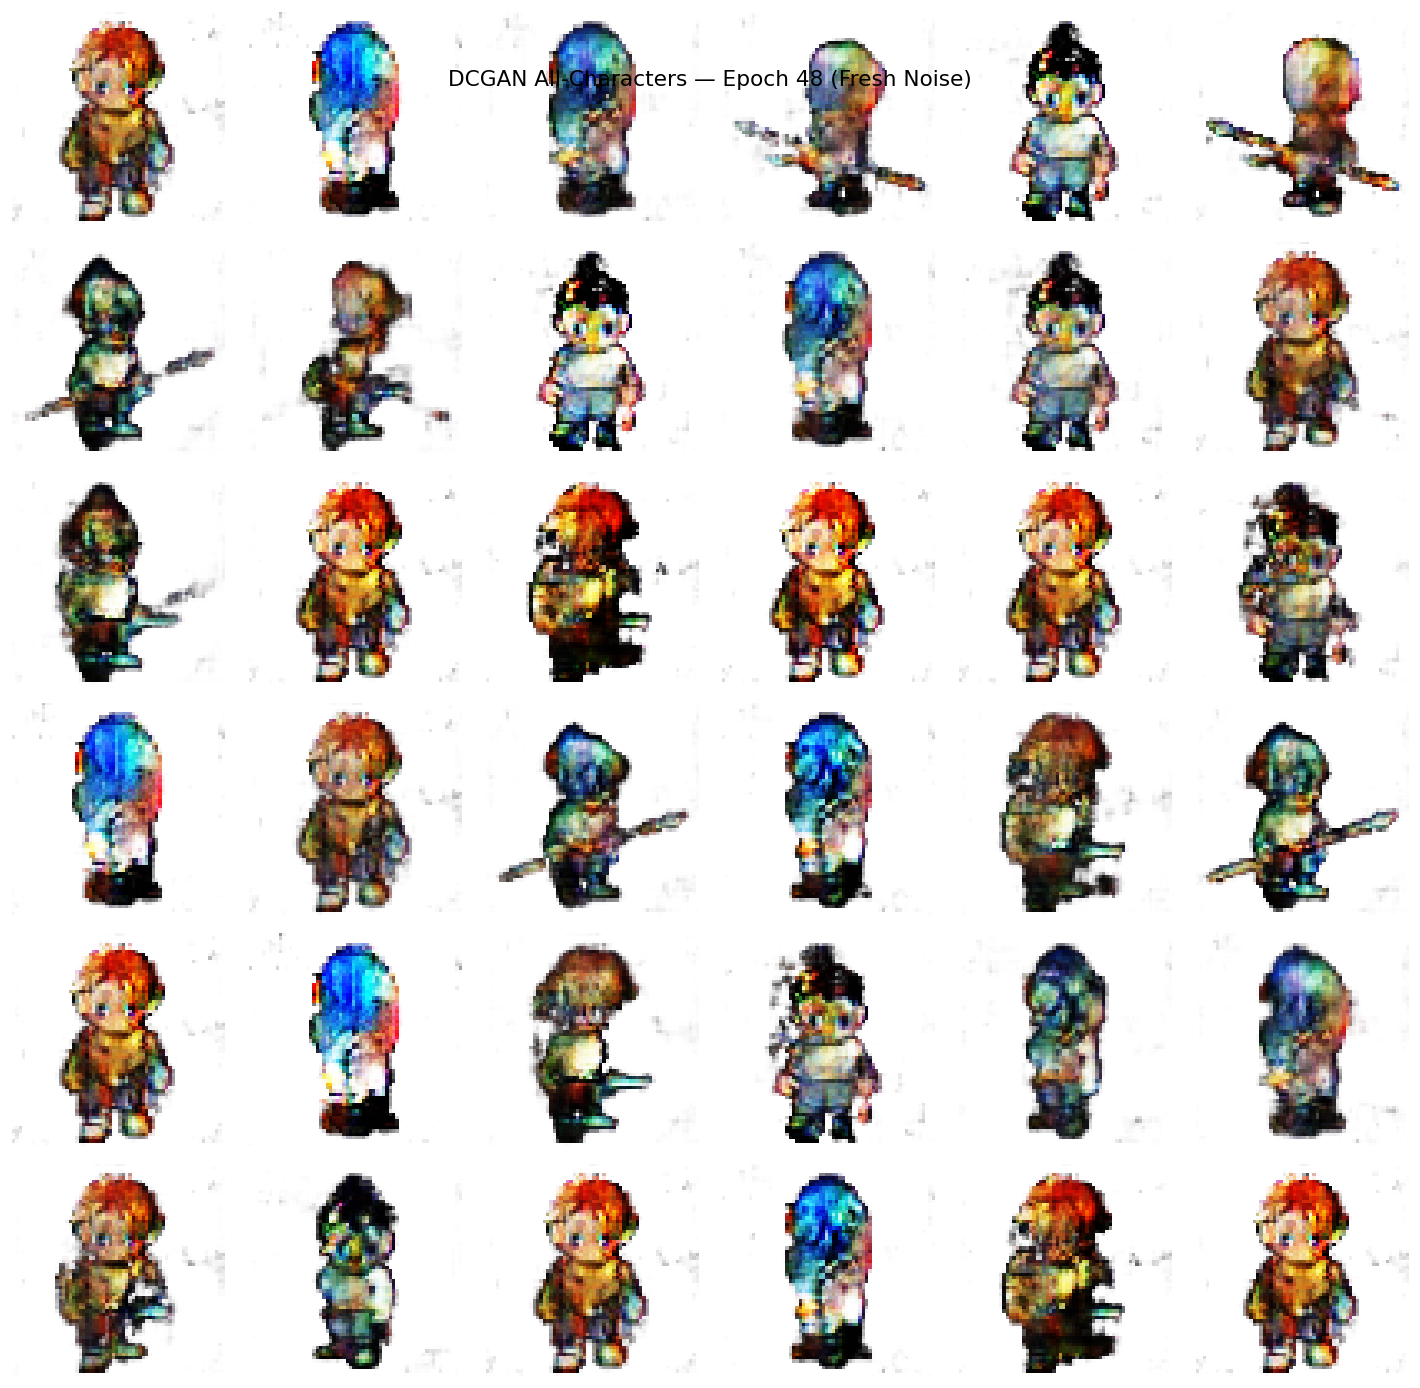 DCGAN All-Characters — Epoch 48 (Fresh Noise)